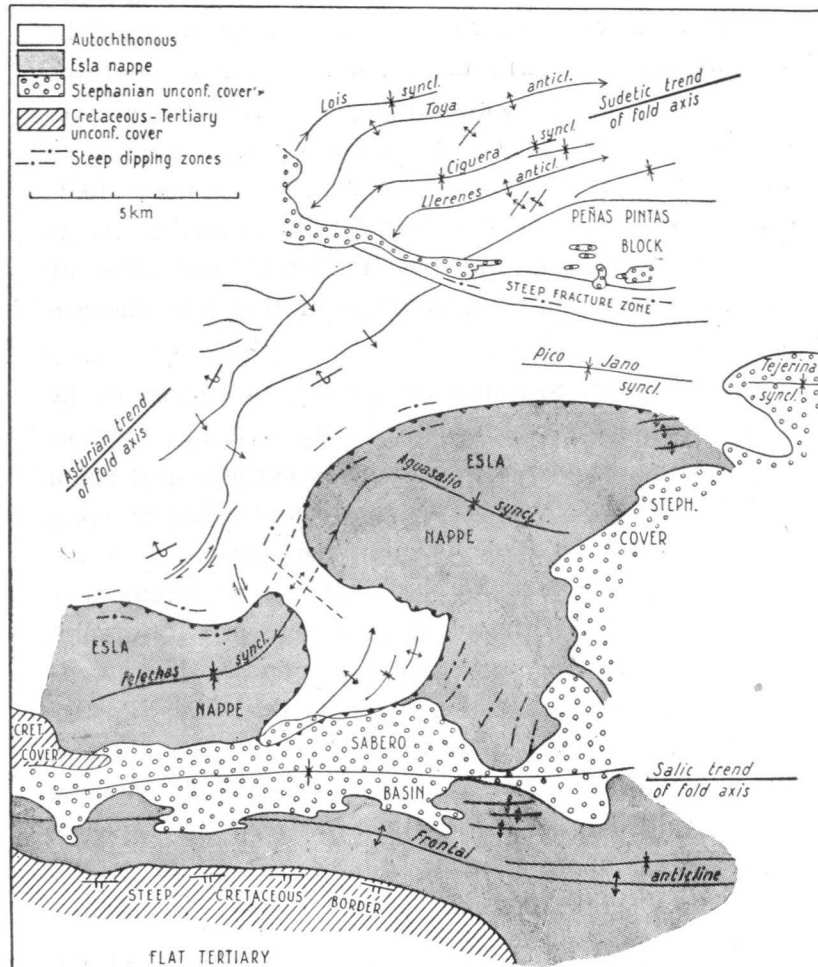 Autochthonous
Esla nappe
Stephanian unconf. cover
Cretaceous-Tertiary
unconf. cover
Steep dipping zones
5km
Lois syncl.
Toya anticl.
Sudetic trend
of fold axis
Ciguera syncl.
Llerenes anticl.
PEÑAS PINTAS
BLOCK
STEEP FRACTURE ZONE
Pico Jano
syncl.
Tejerina
syncl.
Asturian trend
of fold axis
ESLA
Aguasalio syncl.
NAPPE
STEPH.
COVER
ESLA
Pelechas syncl.
NAPPE
CRET.
COVER
SABERO
BASIN
Salic trend
of fold axis
Frontal
anticline
STEEP CRETACEOUS BORDER
FLAT TERTIARY